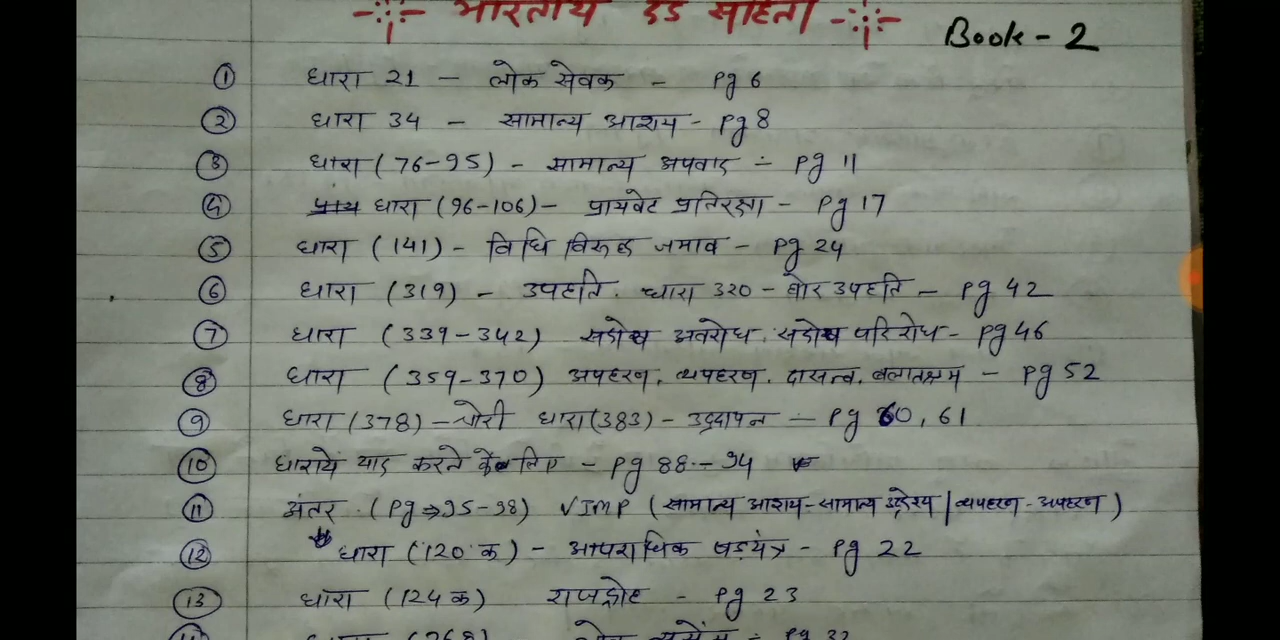 भारतीय दंड संहिता
Book - 2
① धारा 21 - लोक सेवक - Pg 6
② धारा 34 - सामान्य आशय - Pg 8
③ धारा (76-95) - सामान्य अपवाद ÷ Pg 11
④ धारा (96-106) - प्रायवेट प्रतिरक्षा - Pg 17
⑤ धारा (141) - विधि विरूद्ध जमाव - Pg 24
⑥ धारा (319) - उपहति. धारा 320 - घोर उपहति - Pg 42
⑦ धारा (339-342) सदोष अवरोध. सदोष परिरोध - Pg 46
⑧ धारा (359-370) अपहरण, व्यपहरण. दासत्व. बलातश्रम - Pg 52
⑨ धारा (378) - चोरी धारा (383) - उद्दापन - Pg 60, 61
⑩ धारायें याद करने के लिए - Pg 88 - 94
⑪ अंतर. (Pg → 95-98) V IMP (सामान्य आशय - सामान्य उद्देश्य / व्यपहरण - अपहरण)
⑫ धारा (120 क) - आपराधिक षड़यंत्र - Pg 22
⑬ धारा (124 क) राजद्रोह - Pg 23
धारा (268)